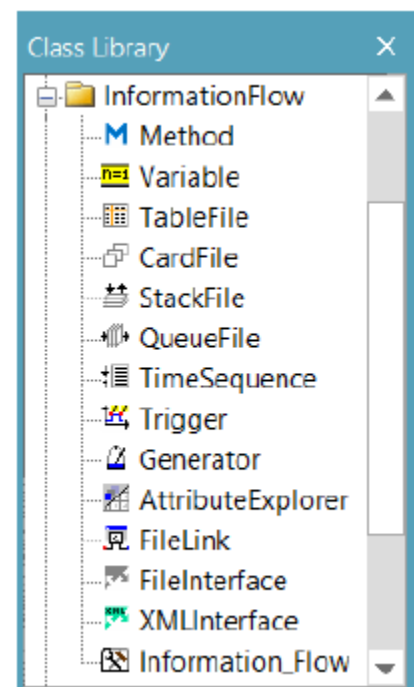 Class Library
InformationFlow
M Method
n=1 Variable
TableFile
CardFile
StackFile
QueueFile
TimeSequence
Trigger
Generator
AttributeExplorer
FileLink
FileInterface
XML XMLInterface
Information_Flow